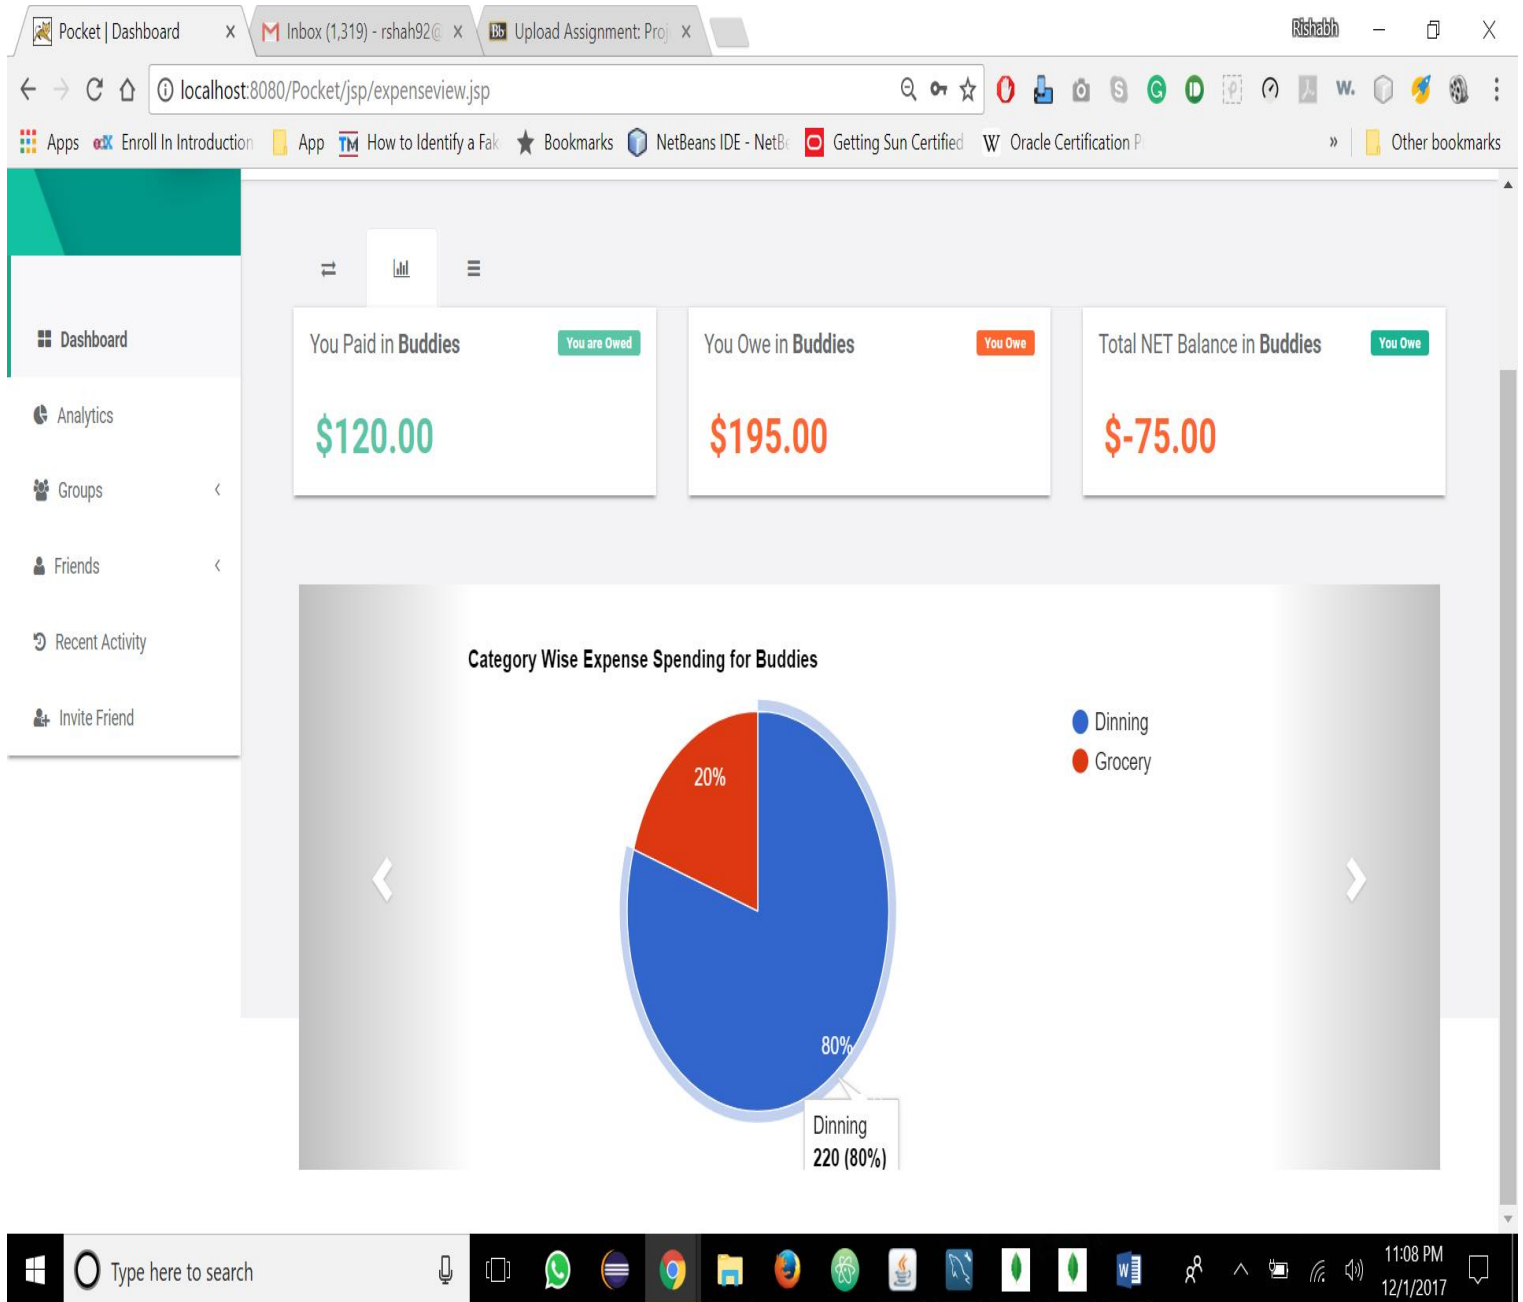 Pocket | Dashboard
Inbox (1,319) - rshah92@
Bb Upload Assignment: Proj
Rishabh
localhost:8080/Pocket/jsp/expenseview.jsp
Apps
edX Enroll In Introduction
App
TM How to Identify a Fak
Bookmarks
NetBeans IDE - NetBe
Getting Sun Certified
W Oracle Certification P
»
Other bookmarks
Dashboard
Analytics
Groups
Friends
Recent Activity
Invite Friend
You Paid in Buddies
You are Owed
$120.00
You Owe in Buddies
You Owe
$195.00
Total NET Balance in Buddies
You Owe
$-75.00
Category Wise Expense Spending for Buddies
Dinning
Grocery
20%
80%
Dinning
220 (80%)
Type here to search
11:08 PM
12/1/2017